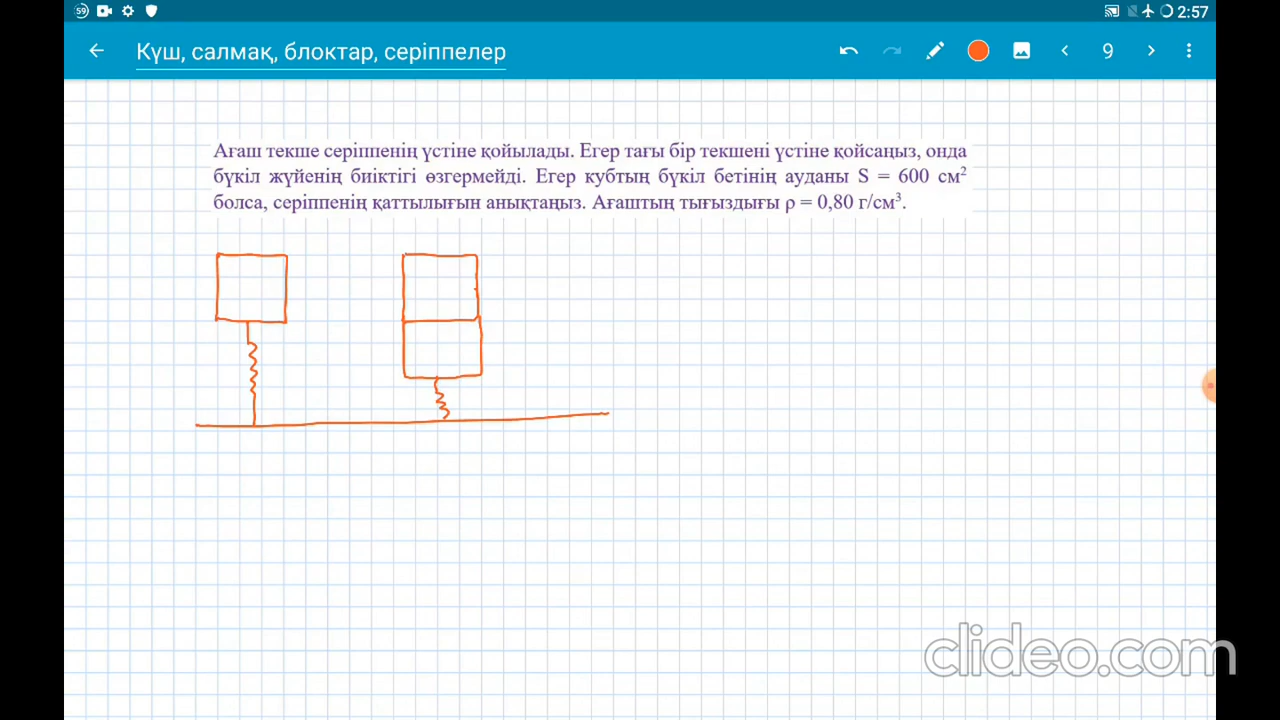 59 2:57
Күш, салмақ, блоктар, серіппелер 9
Ағаш текше серіппенің үстіне қойылады. Егер тағы бір текшені үстіне қойсаңыз, онда
бүкіл жүйенің биіктігі өзгермейді. Егер кубтың бүкіл бетінің ауданы S = 600 см²
болса, серіппенің қаттылығын анықтаңыз. Ағаштың тығыздығы ρ = 0,80 г/см³.
clideo.com